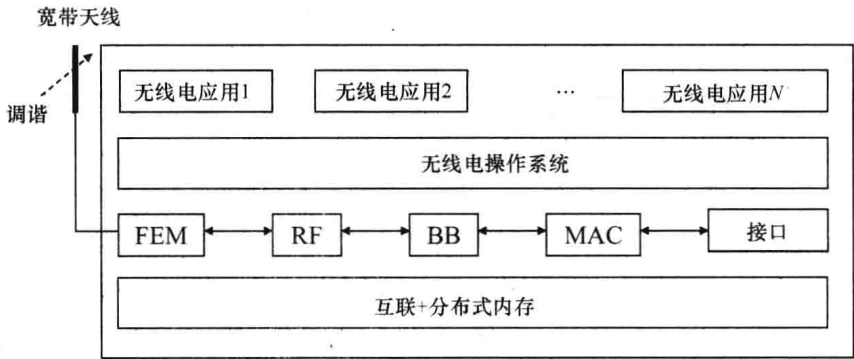 宽带天线
调谐
无线电应用1 无线电应用2 … 无线电应用N
无线电操作系统
FEM RF BB MAC 接口
互联+分布式内存